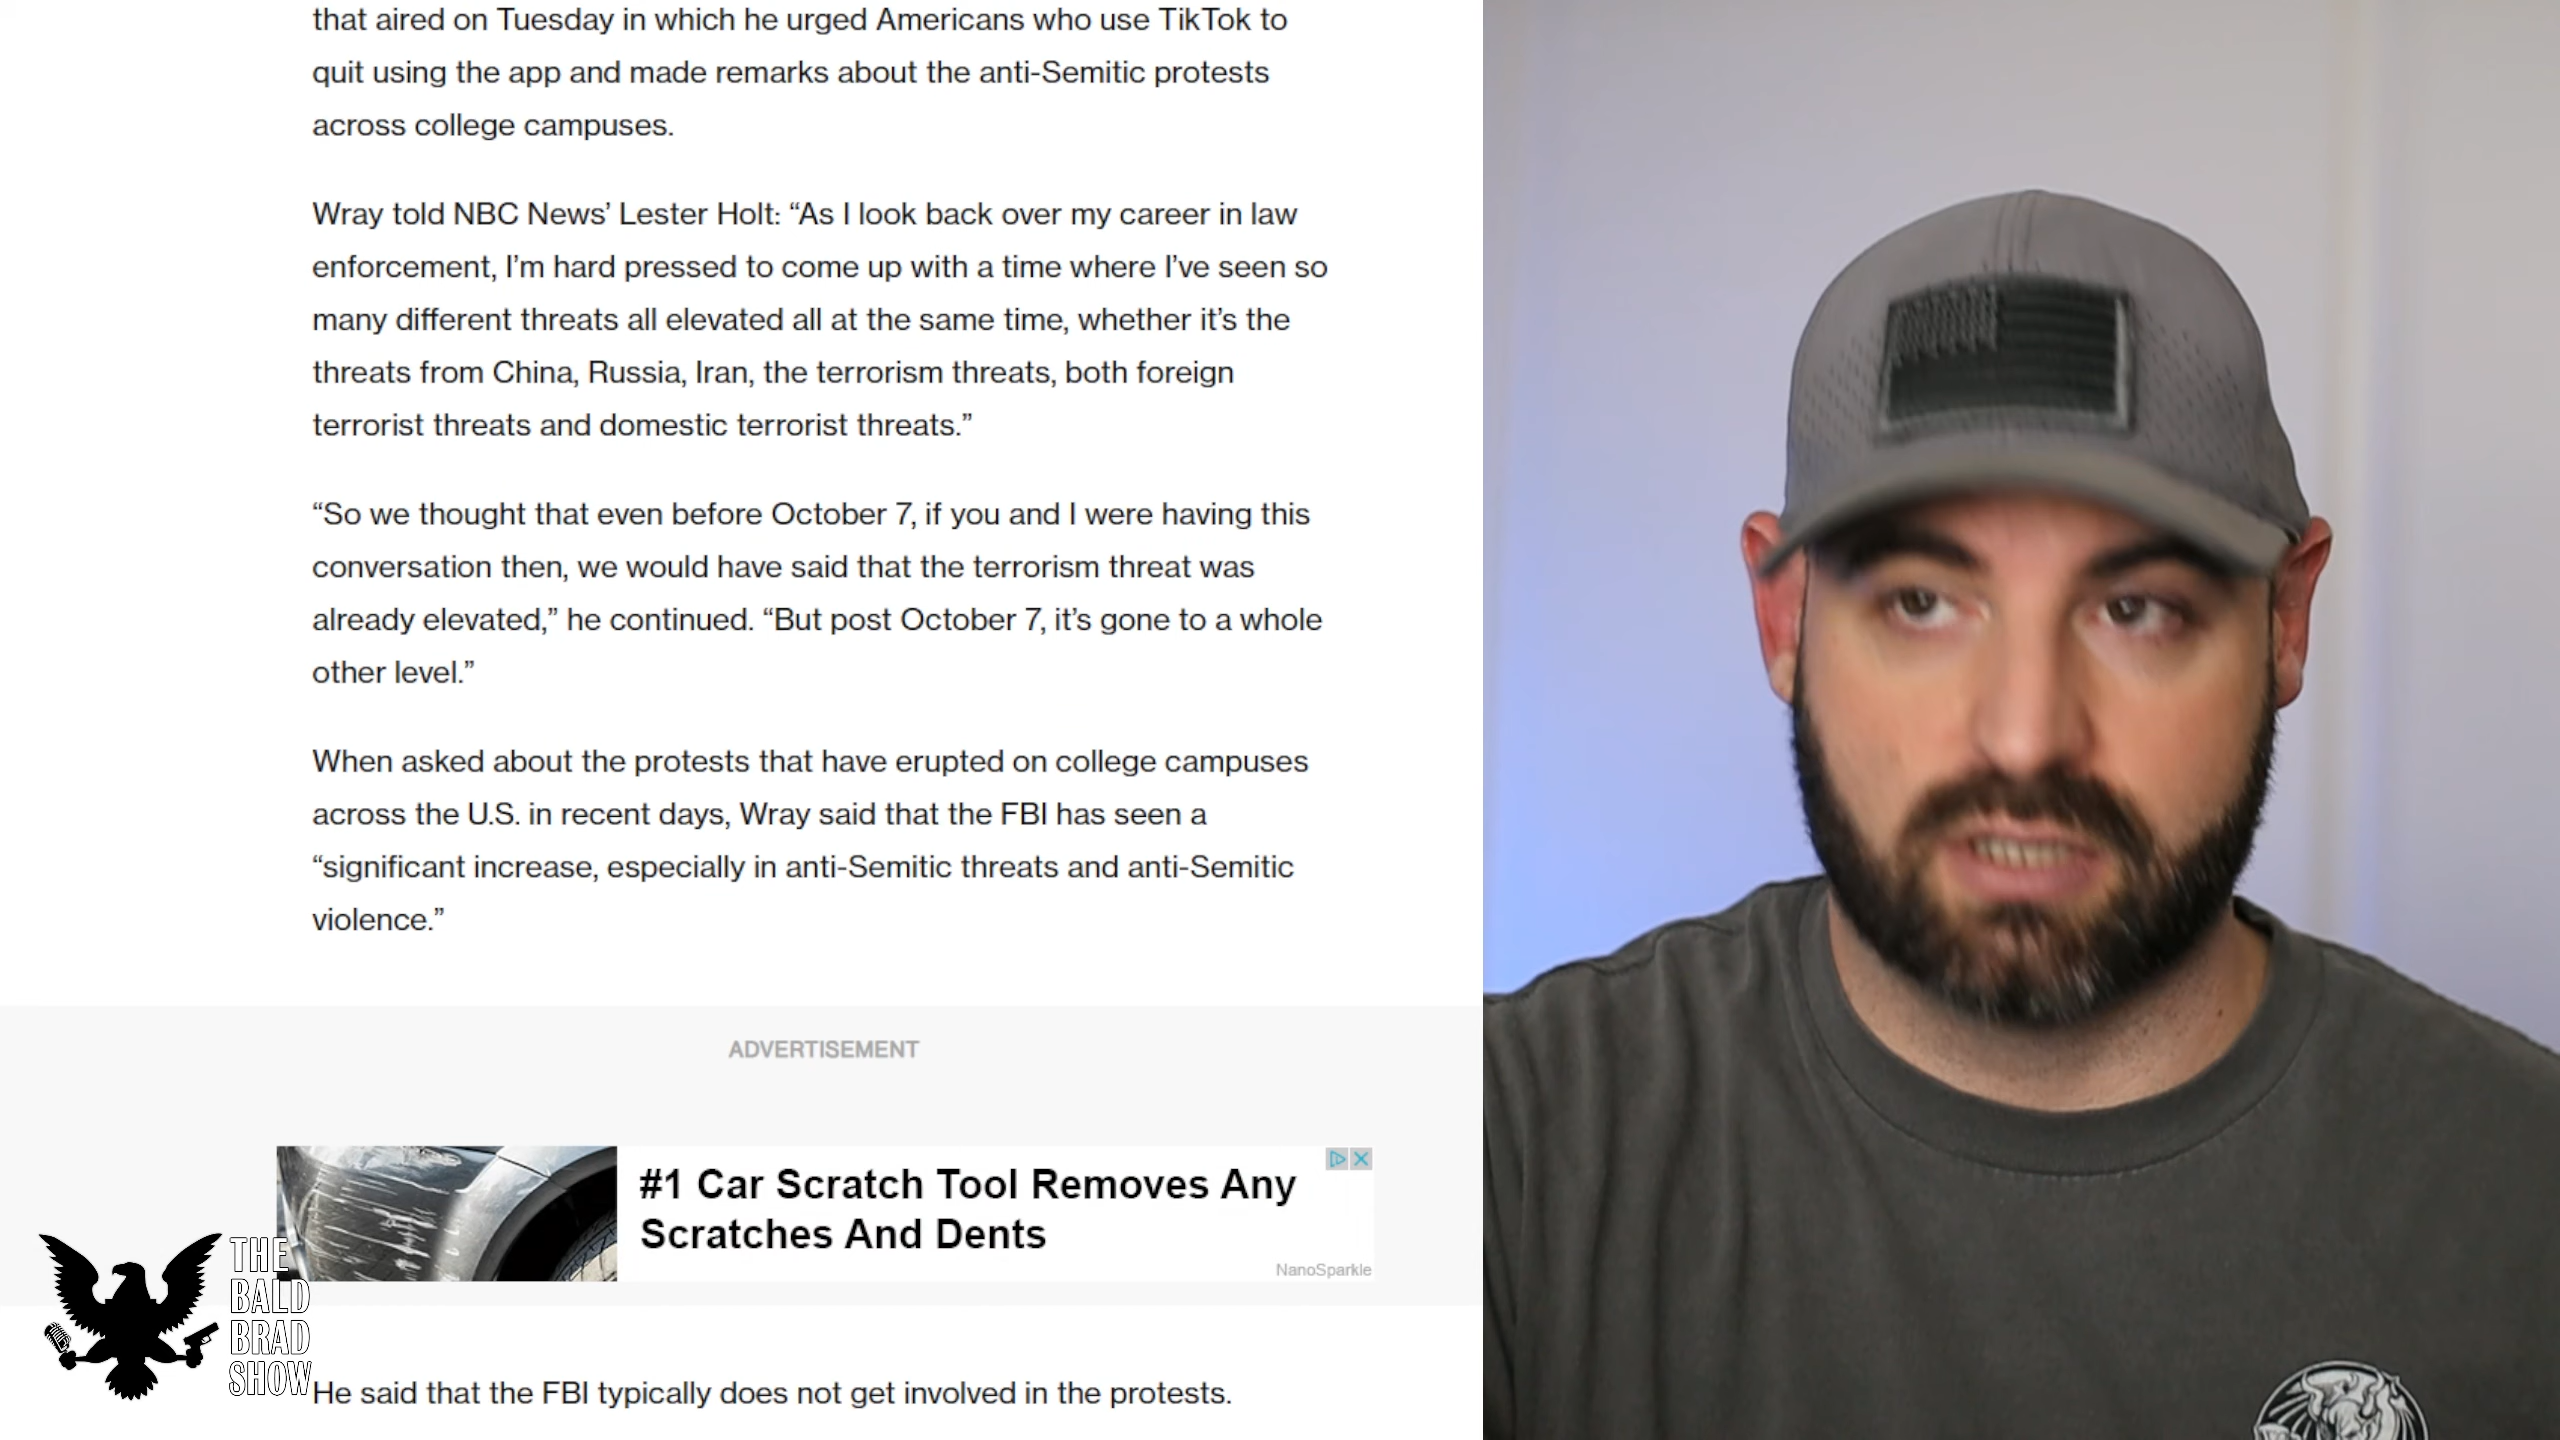 that aired on Tuesday in which he urged Americans who use TikTok to
quit using the app and made remarks about the anti-Semitic protests
across college campuses.
Wray told NBC News’ Lester Holt: “As I look back over my career in law
enforcement, I’m hard pressed to come up with a time where I’ve seen so
many different threats all elevated all at the same time, whether it’s the
threats from China, Russia, Iran, the terrorism threats, both foreign
terrorist threats and domestic terrorist threats.”
“So we thought that even before October 7, if you and I were having this
conversation then, we would have said that the terrorism threat was
already elevated,” he continued. “But post October 7, it’s gone to a whole
other level.”
When asked about the protests that have erupted on college campuses
across the U.S. in recent days, Wray said that the FBI has seen a
“significant increase, especially in anti-Semitic threats and anti-Semitic
violence.”
ADVERTISEMENT
#1 Car Scratch Tool Removes Any
Scratches And Dents
NanoSparkle
THE
BALD
BRAD
SHOW
He said that the FBI typically does not get involved in the protests.